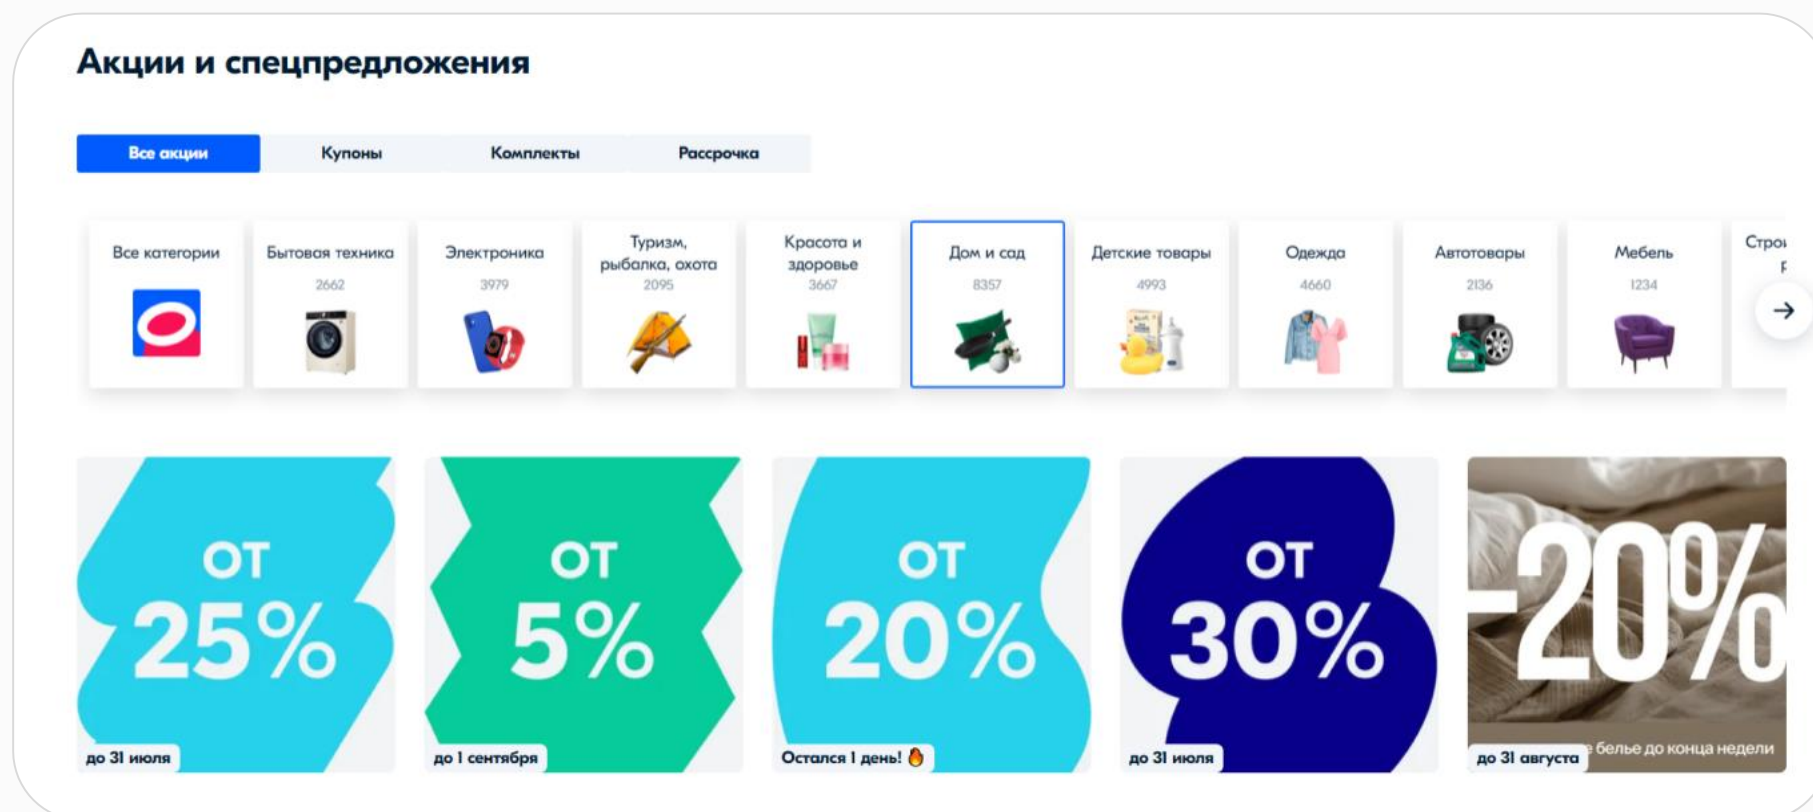 Акции и спецпредложения
Все акции
Купоны
Комплекты
Рассрочка
Все категории
Бытовая техника
2662
Электроника
3979
Туризм,
рыбалка, охота
2095
Красота и
здоровье
3667
Дом и сад
8357
Детские товары
4993
Одежда
4660
Автотовары
2136
Мебель
1234
ОТ
25%
до 31 июля
ОТ
5%
до 1 сентября
ОТ
20%
Остался 1 день!
ОТ
30%
до 31 июля
-20%
белье до конца недели
до 31 августа